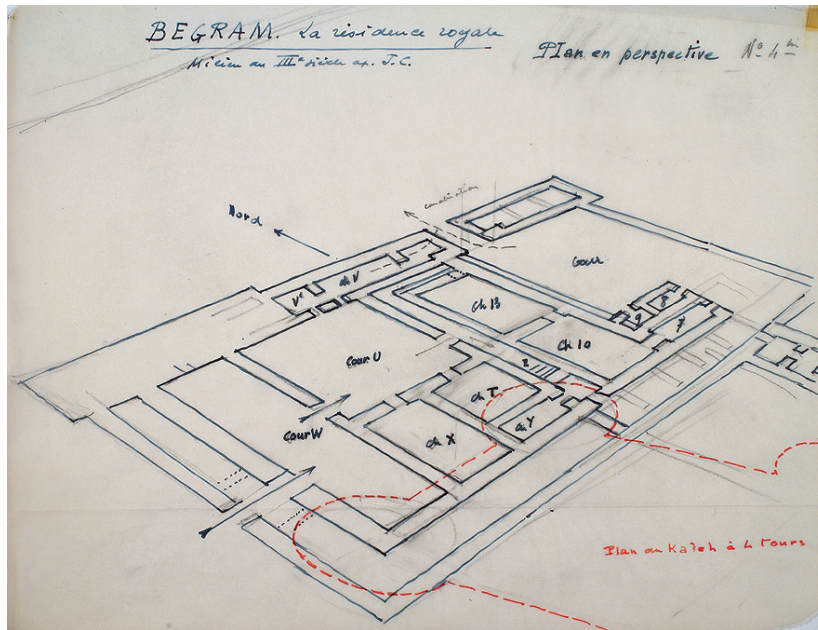 BEGRAM. La résidence royale
Milieu du IIIe siècle ap. J.C.
Plan en perspective No 4 bis
Nord
Cour
V'
ch V
8
Ch 13
9
7
Ch 10
Cour U
2
ch T
ch Y
Cour W
ch X
Plan du Kaleh à 4 tours